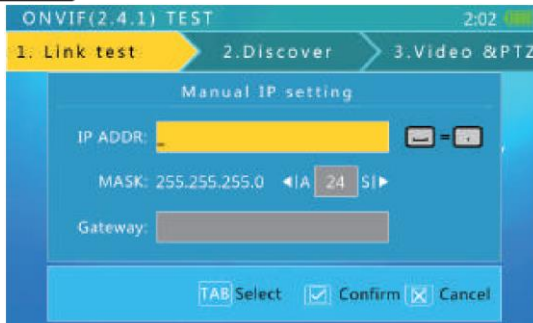 ONVIF(2.4.1) TEST 2:02
1. Link test 2.Discover 3.Video &PTZ
Manual IP setting
IP ADDR: _ ␣ = .
MASK: 255.255.255.0 ◀|A 24 S|▶
Gateway:
TAB Select Confirm Cancel